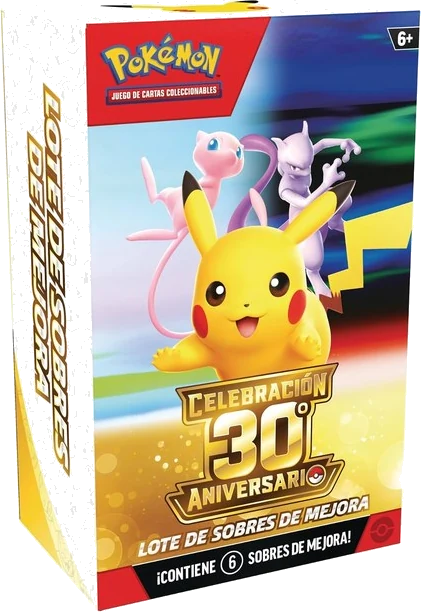 POKÉMON
JUEGO DE CARTAS COLECCIONABLES
6+
LOTE DE SOBRES
DE MEJORA
CELEBRACIÓN
30º
ANIVERSARIO
LOTE DE SOBRES DE MEJORA
¡CONTIENE 6 SOBRES DE MEJORA!